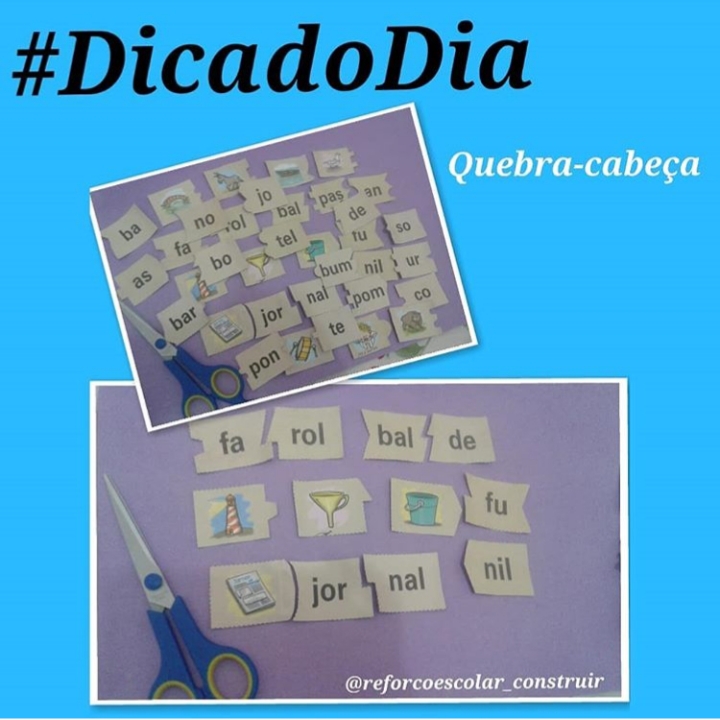 #DicadoDia
Quebra-cabeça
jo
paş
an
ba
no
rol
bal
de
fa
tel
fu
so
as
bo
bum
nil
ur
bar
jor
nal
pom
co
pon
te
fa rol bal de
fu
jor nal nil
@reforcoescolar_construir